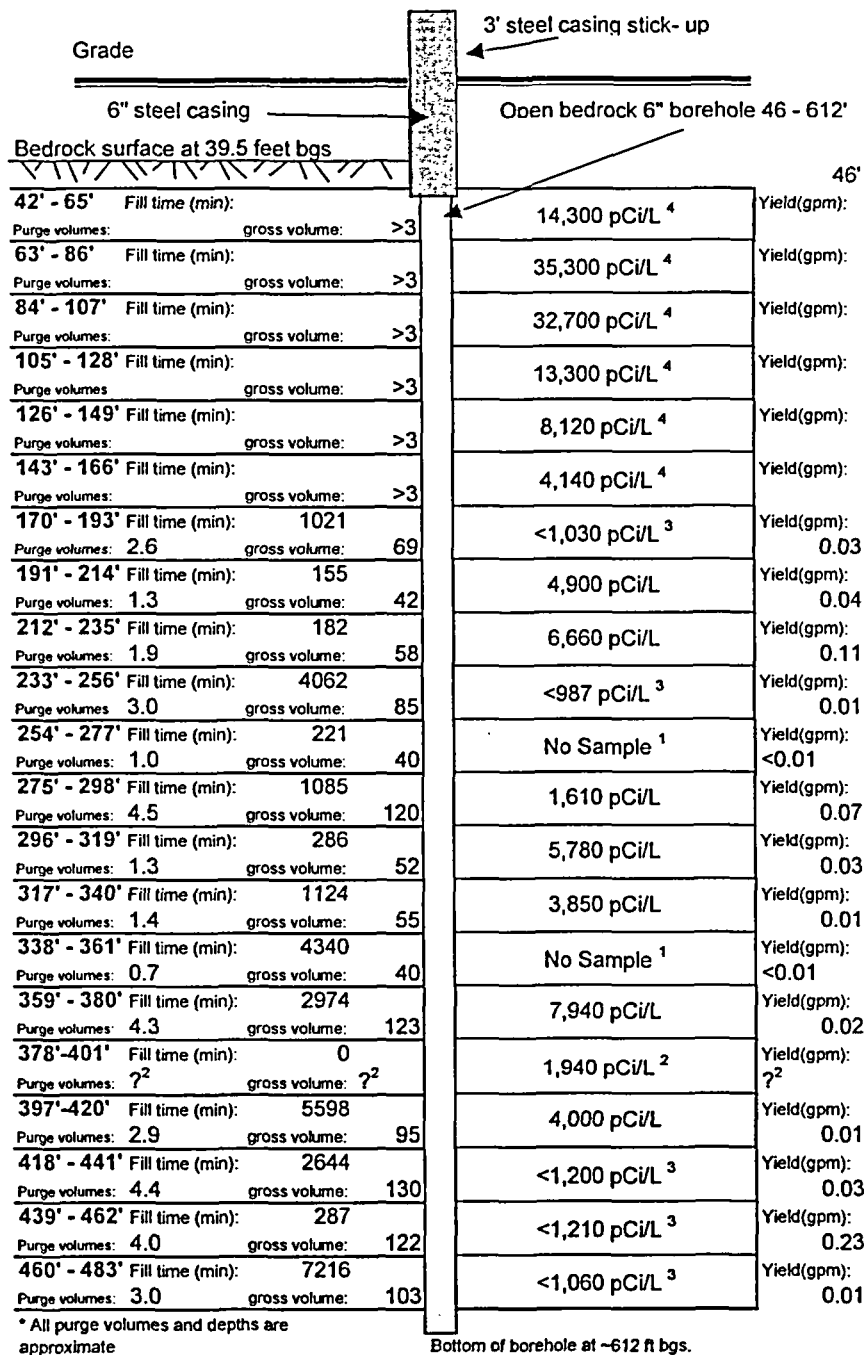 3' steel casing stick- up
Grade
6" steel casing
Open bedrock 6" borehole 46 - 612'
Bedrock surface at 39.5 feet bgs
46'
42' - 65' Fill time (min):
Purge volumes: gross volume: >3
14,300 pCi/L 4
Yield(gpm):
63' - 86' Fill time (min):
Purge volumes: gross volume: >3
35,300 pCi/L 4
Yield(gpm):
84' - 107' Fill time (min):
Purge volumes: gross volume: >3
32,700 pCi/L 4
Yield(gpm):
105' - 128' Fill time (min):
Purge volumes gross volume: >3
13,300 pCi/L 4
Yield(gpm):
126' - 149' Fill time (min):
Purge volumes: gross volume: >3
8,120 pCi/L 4
Yield(gpm):
143' - 166' Fill time (min):
Purge volumes: gross volume: >3
4,140 pCi/L 4
Yield(gpm):
170' - 193' Fill time (min): 1021
Purge volumes: 2.6 gross volume: 69
<1,030 pCi/L 3
Yield(gpm):
0.03
191' - 214' Fill time (min): 155
Purge volumes: 1.3 gross volume: 42
4,900 pCi/L
Yield(gpm):
0.04
212' - 235' Fill time (min): 182
Purge volumes: 1.9 gross volume: 58
6,660 pCi/L
Yield(gpm):
0.11
233' - 256' Fill time (min): 4062
Purge volumes 3.0 gross volume: 85
<987 pCi/L 3
Yield(gpm):
0.01
254' - 277' Fill time (min): 221
Purge volumes: 1.0 gross volume: 40
No Sample 1
Yield(gpm):
<0.01
275' - 298' Fill time (min): 1085
Purge volumes: 4.5 gross volume: 120
1,610 pCi/L
Yield(gpm):
0.07
296' - 319' Fill time (min): 286
Purge volumes: 1.3 gross volume: 52
5,780 pCi/L
Yield(gpm):
0.03
317' - 340' Fill time (min): 1124
Purge volumes: 1.4 gross volume: 55
3,850 pCi/L
Yield(gpm):
0.01
338' - 361' Fill time (min): 4340
Purge volumes: 0.7 gross volume: 40
No Sample 1
Yield(gpm):
<0.01
359' - 380' Fill time (min): 2974
Purge volumes: 4.3 gross volume: 123
7,940 pCi/L
Yield(gpm):
0.02
378'-401' Fill time (min): 0
Purge volumes: ?2 gross volume: ?2
1,940 pCi/L 2
Yield(gpm):
?2
397'-420' Fill time (min): 5598
Purge volumes: 2.9 gross volume: 95
4,000 pCi/L
Yield(gpm):
0.01
418' - 441' Fill time (min): 2644
Purge volumes: 4.4 gross volume: 130
<1,200 pCi/L 3
Yield(gpm):
0.03
439' - 462' Fill time (min): 287
Purge volumes: 4.0 gross volume: 122
<1,210 pCi/L 3
Yield(gpm):
0.23
460' - 483' Fill time (min): 7216
Purge volumes: 3.0 gross volume: 103
<1,060 pCi/L 3
Yield(gpm):
0.01
* All purge volumes and depths are
approximate
Bottom of borehole at ~612 ft bgs.